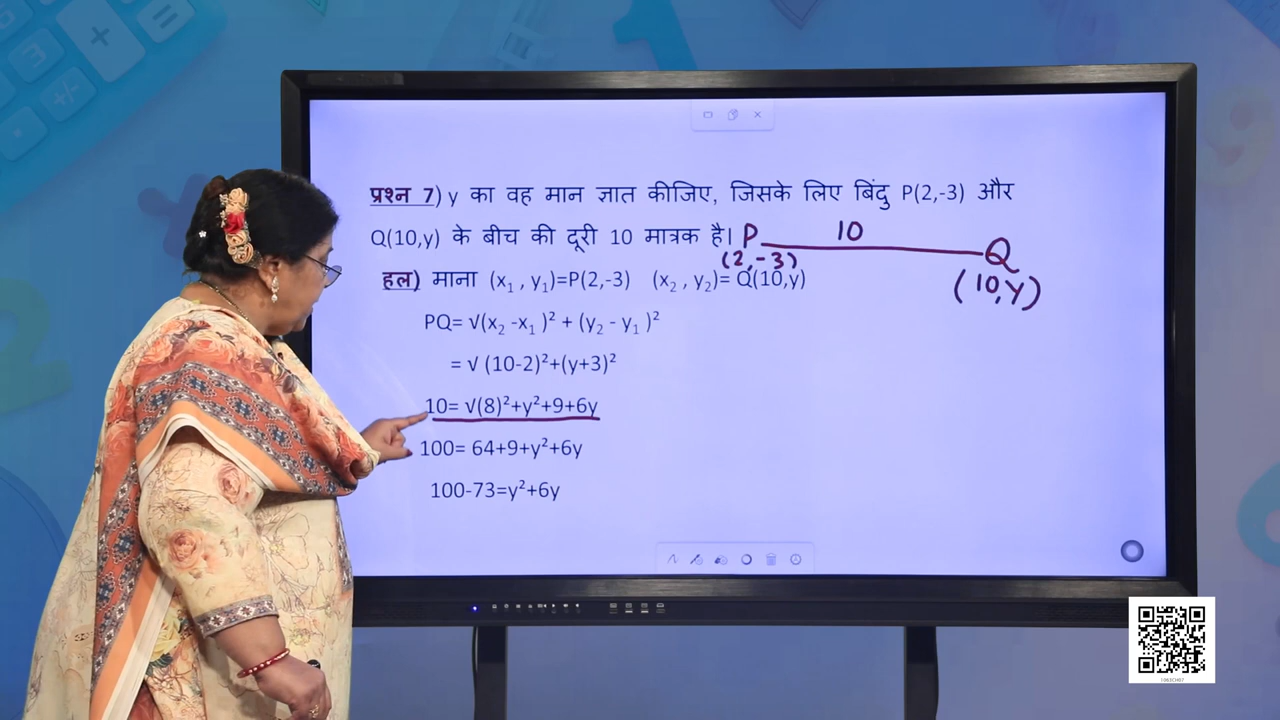 प्रश्न 7) y का वह मान ज्ञात कीजिए, जिसके लिए बिंदु P(2,-3) और
Q(10,y) के बीच की दूरी 10 मात्रक है।
P 10 Q
(2,-3) (10,y)
हल) माना (x₁ , y₁)=P(2,-3) (x₂ , y₂)= Q(10,y)
PQ= √(x₂ -x₁ )² + (y₂ - y₁ )²
= √ (10-2)²+(y+3)²
10= √(8)²+y²+9+6y
100= 64+9+y²+6y
100-73=y²+6y
1063CH07